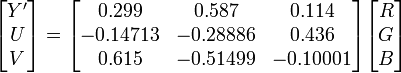 [Y′] = [0.299 0.587 0.114] [R]
[U] [−0.14713 −0.28886 0.436] [G]
[V] [0.615 −0.51499 −0.10001] [B]